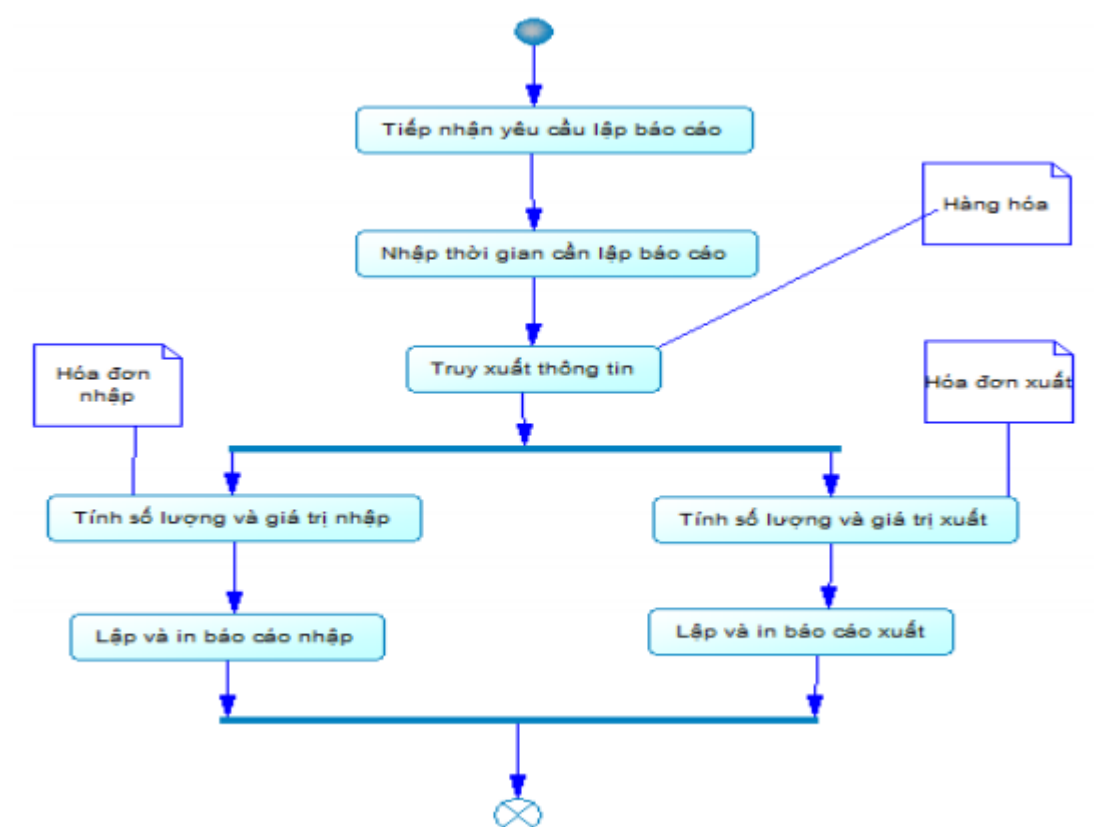 Tiếp nhận yêu cầu lập báo cáo
Hàng hóa
Nhập thời gian cần lập báo cáo
Truy xuất thông tin
Hóa đơn
nhập
Hóa đơn xuất
Tính số lượng và giá trị nhập
Tính số lượng và giá trị xuất
Lập và in báo cáo nhập
Lập và in báo cáo xuất